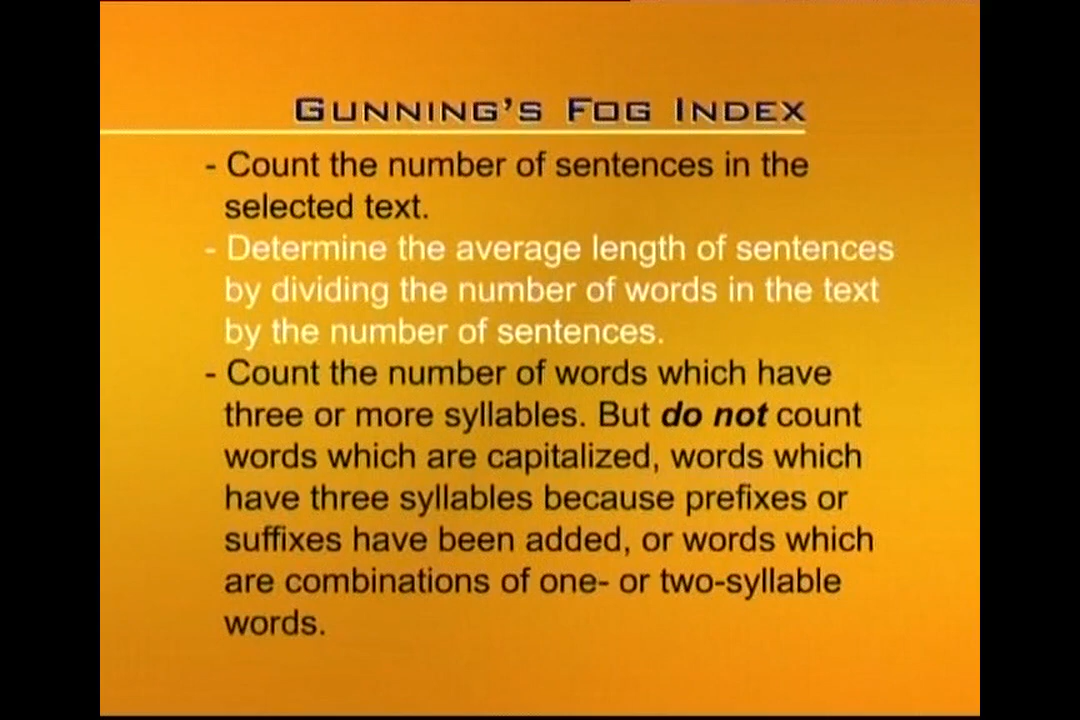 GUNNING'S FOG INDEX
- Count the number of sentences in the
selected text.
- Determine the average length of sentences
by dividing the number of words in the text
by the number of sentences.
- Count the number of words which have
three or more syllables. But do not count
words which are capitalized, words which
have three syllables because prefixes or
suffixes have been added, or words which
are combinations of one- or two-syllable
words.